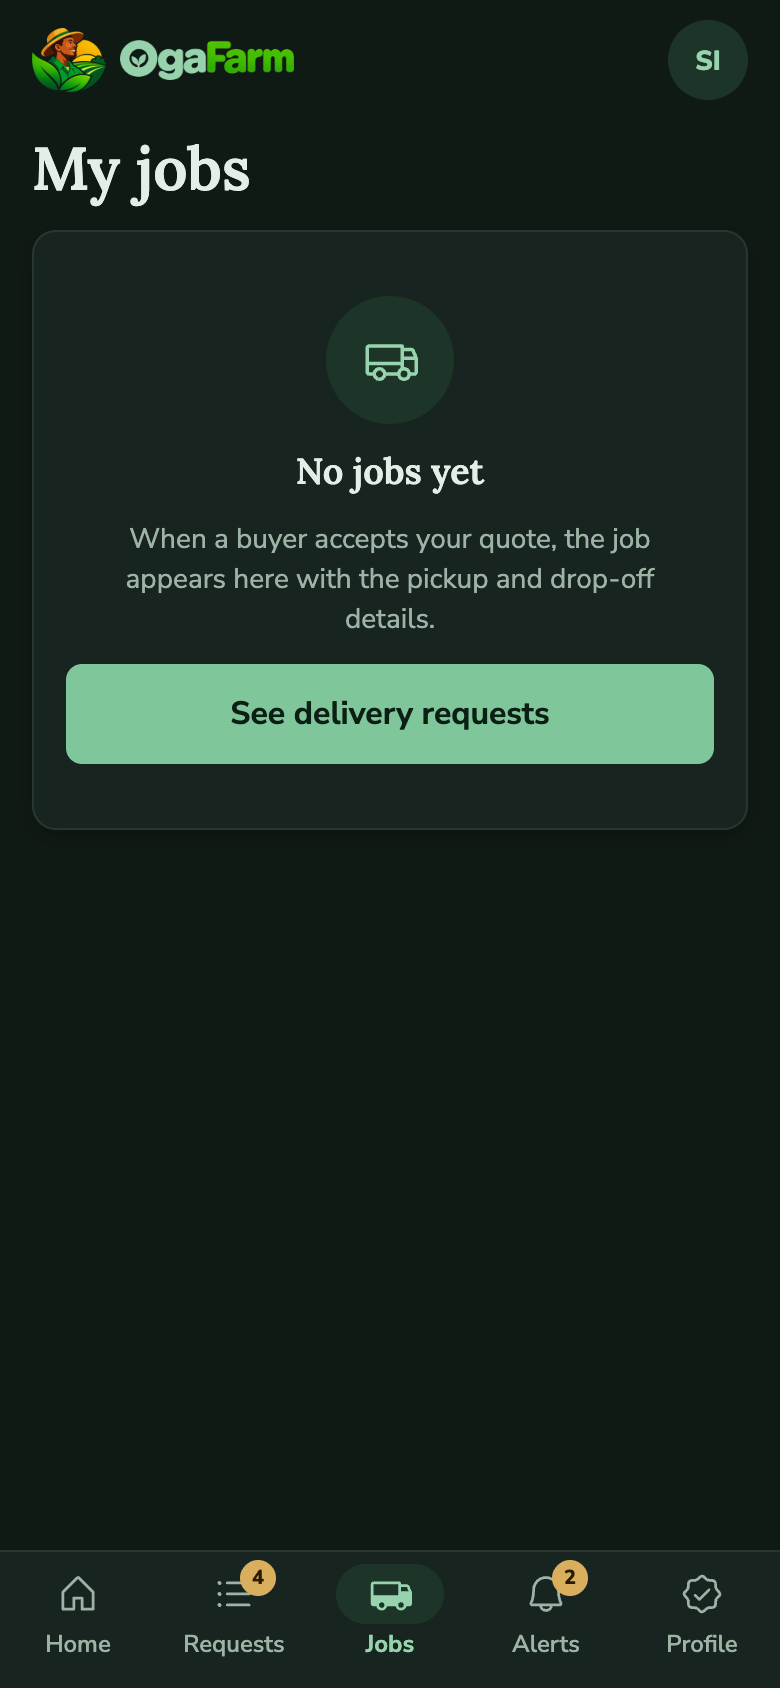 OgaFarm
SI
My jobs
No jobs yet
When a buyer accepts your quote, the job
appears here with the pickup and drop-off
details.
See delivery requests
4
2
Home
Requests
Jobs
Alerts
Profile